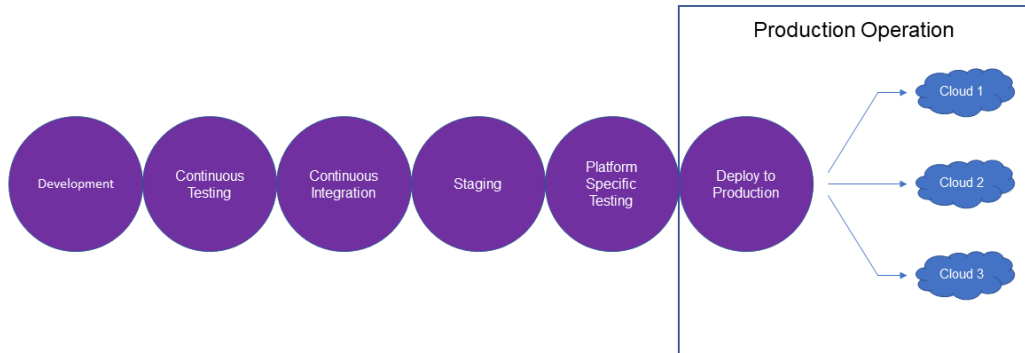 Production Operation
Development
Continuous
Testing
Continuous
Integration
Staging
Platform
Specific
Testing
Deploy to
Production
Cloud 1
Cloud 2
Cloud 3